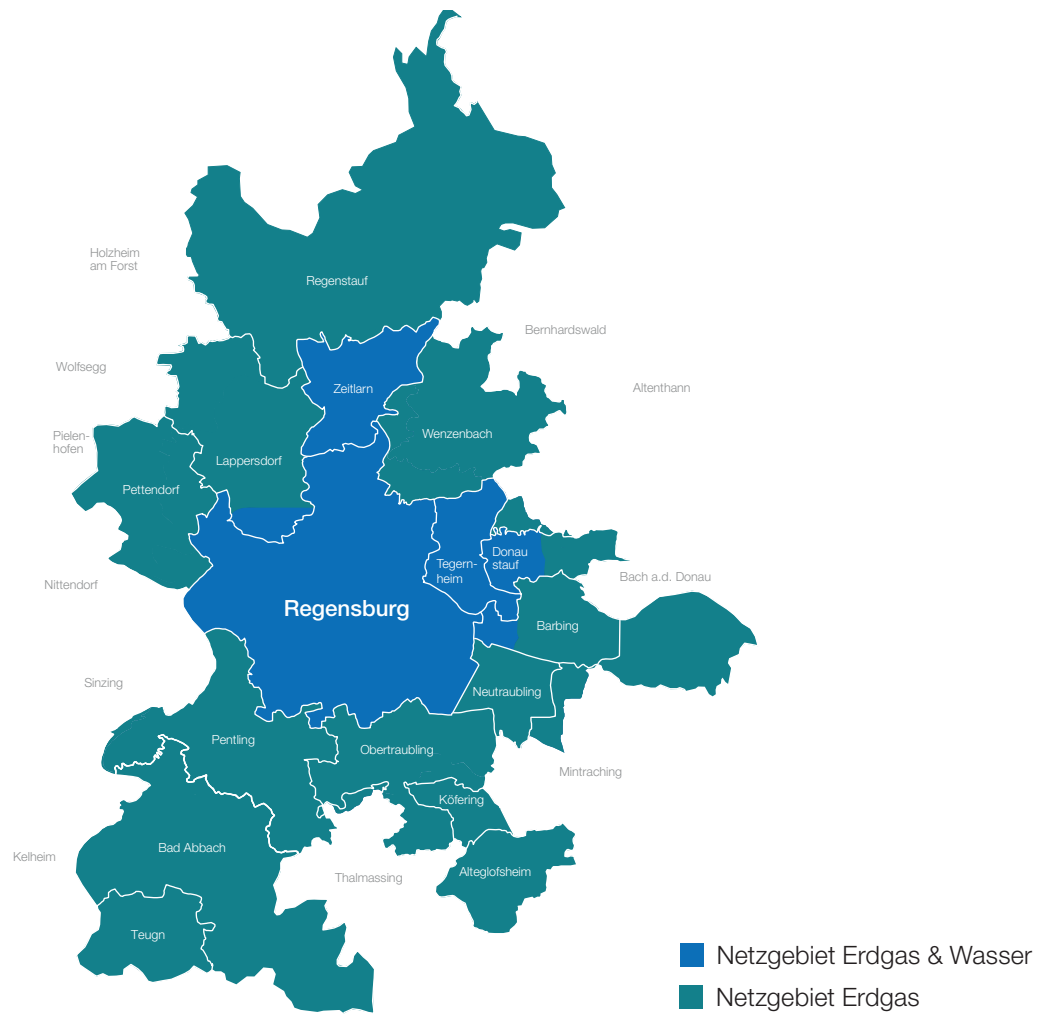 Holzheim
am Forst
Regenstauf
Bernhardswald
Wolfsegg
Zeitlarn
Altenthann
Pielen-
hofen
Wenzenbach
Lappersdorf
Pettendorf
Donau
stauf
Tegern-
heim
Nittendorf
Bach a.d. Donau
Regensburg
Barbing
Sinzing
Neutraubling
Pentling
Obertraubling
Mintraching
Köfering
Bad Abbach
Kelheim
Thalmassing
Alteglofsheim
Teugn
Netzgebiet Erdgas & Wasser
Netzgebiet Erdgas